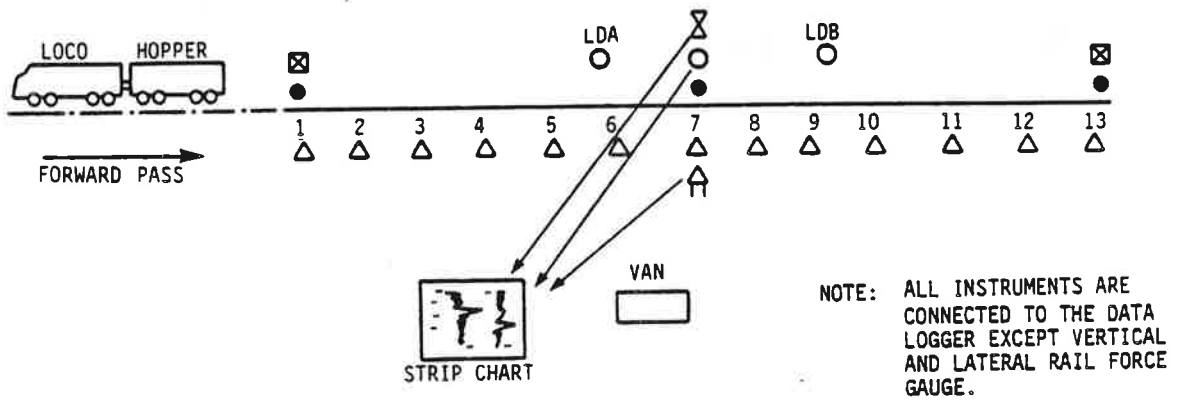 LDA
LDB
LOCO HOPPER
1 2 3 4 5 6 7 8 9 10 11 12 13
FORWARD PASS
VAN
STRIP CHART
NOTE: ALL INSTRUMENTS ARE
CONNECTED TO THE DATA
LOGGER EXCEPT VERTICAL
AND LATERAL RAIL FORCE
GAUGE.